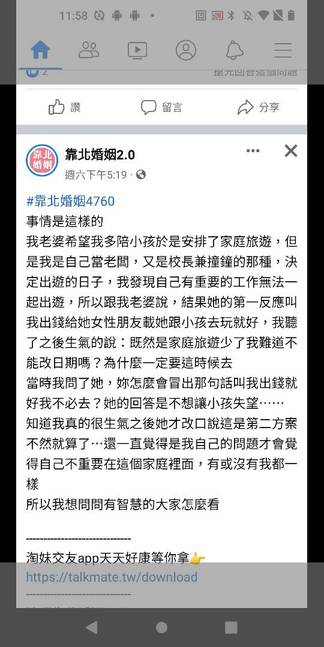 11:58
2
搶先回答這個問題
讚
留言
分享
靠北婚姻
靠北婚姻2.0
週六下午5:19
#靠北婚姻4760
事情是這樣的
我老婆希望我多陪小孩於是安排了家庭旅遊，但
是我是自己當老闆，又是校長兼撞鐘的那種，決
定出遊的日子，我發現自己有重要的工作無法一
起出遊，所以跟我老婆說，結果她的第一反應叫
我出錢給她女性朋友載她跟小孩去玩就好，我聽
了之後生氣的說：既然是家庭旅遊少了我難道不
能改日期嗎？為什麼一定要這時候去
當時我問了她，妳怎麼會冒出那句話叫我出錢就
好我不必去？她的回答是不想讓小孩失望⋯⋯
知道我真的很生氣之後她才改口說這是第二方案
不然就算了⋯還一直覺得是我自己的問題才會覺
得自己不重要在這個家庭裡面，有或沒有我都一
樣
所以我想問問有智慧的大家怎麼看
------------------------------
淘妹交友app天天好康等你拿👉
https://talkmate.tw/download
------------------------------